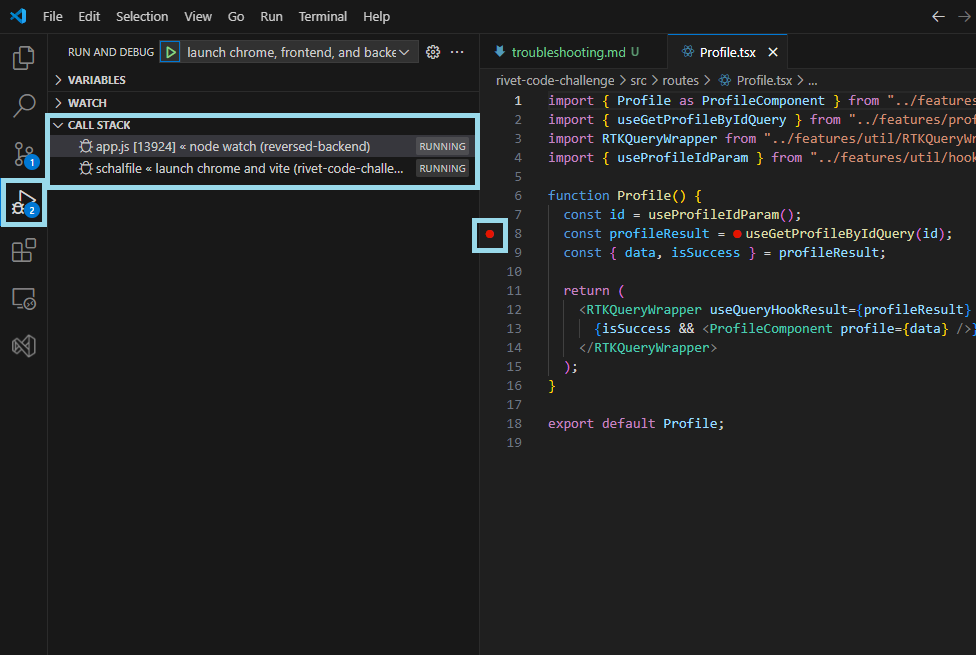 File Edit Selection View Go Run Terminal Help
RUN AND DEBUG launch chrome, frontend, and backe
troubleshooting.md U Profile.tsx
rivet-code-challenge > src > routes > Profile.tsx > ...
VARIABLES
WATCH
CALL STACK
app.js [13924] « node watch (reversed-backend) RUNNING
schalfile « launch chrome and vite (rivet-code-challe... RUNNING
1
2
1 import { Profile as ProfileComponent } from "../features
2 import { useGetProfileByIdQuery } from "../features/prof
3 import RTKQueryWrapper from "../features/util/RTKQueryWr
4 import { useProfileIdParam } from "../features/util/hook
5
6 function Profile() {
7 const id = useProfileIdParam();
8 const profileResult = useGetProfileByIdQuery(id);
9 const { data, isSuccess } = profileResult;
10
11 return (
12 <RTKQueryWrapper useQueryHookResult={profileResult}
13 {isSuccess && <ProfileComponent profile={data} />}
14 </RTKQueryWrapper>
15 );
16 }
17
18 export default Profile;
19